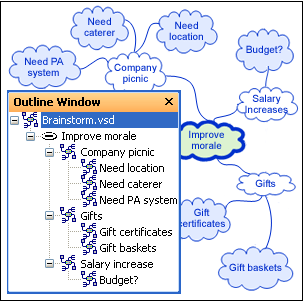 Need
caterer
Need
location
Need PA
system
Company
picnic
Budget?
Salary
Increases
Improve
morale
Gifts
Gift
certificates
Gift baskets
Outline Window
Brainstorm.vsd
Improve morale
Company picnic
Need location
Need caterer
Need PA system
Gifts
Gift certificates
Gift baskets
Salary increase
Budget?